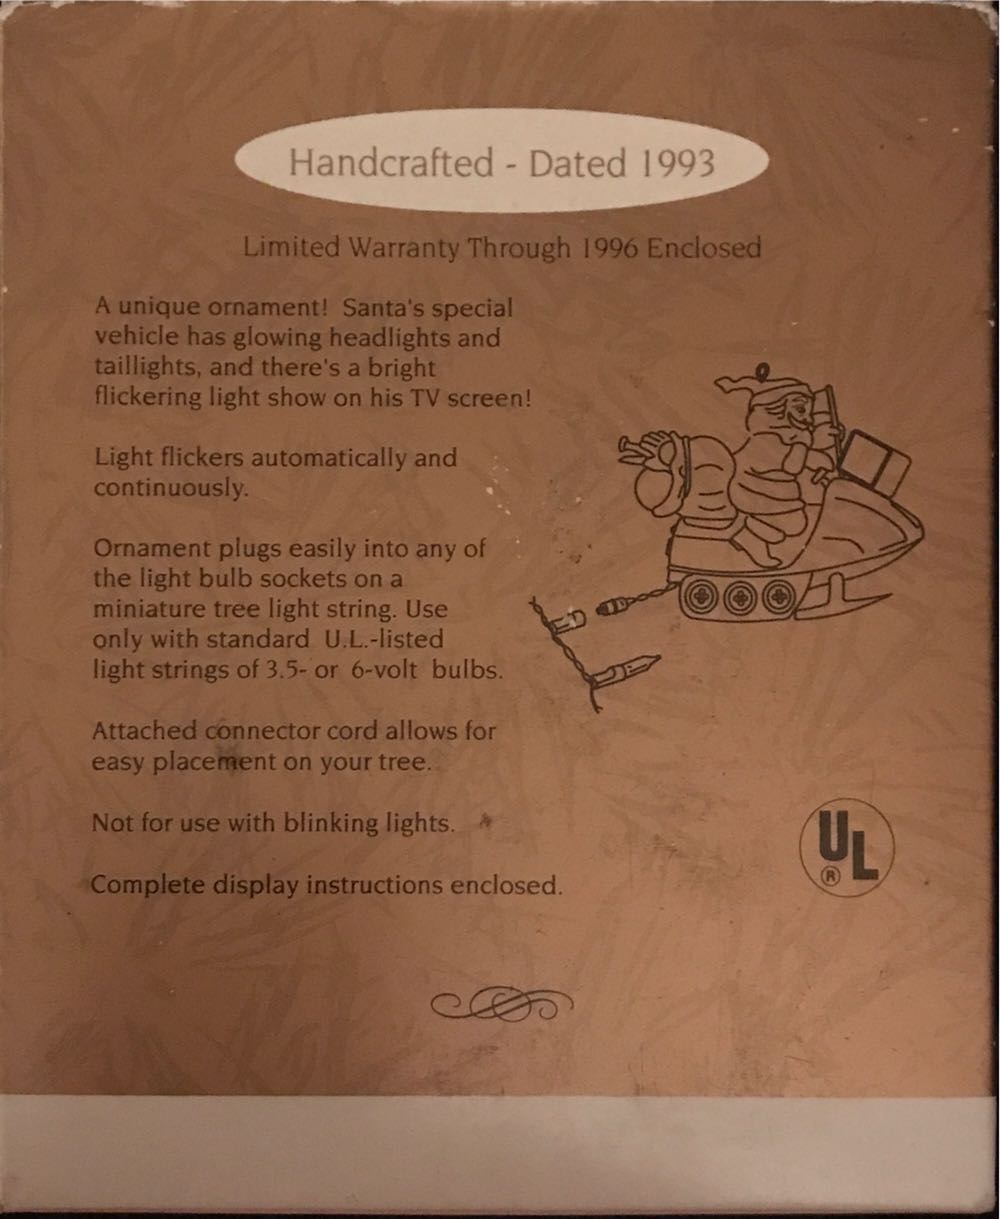 Handcrafted - Dated 1993
Limited Warranty Through 1996 Enclosed
A unique ornament! Santa's special
vehicle has glowing headlights and
taillights, and there's a bright
flickering light show on his TV screen!
Light flickers automatically and
continuously.
Ornament plugs easily into any of
the light bulb sockets on a
miniature tree light string. Use
only with standard U.L.-listed
light strings of 3.5- or 6-volt bulbs.
Attached connector cord allows for
easy placement on your tree.
Not for use with blinking lights.
Complete display instructions enclosed.
UL
®